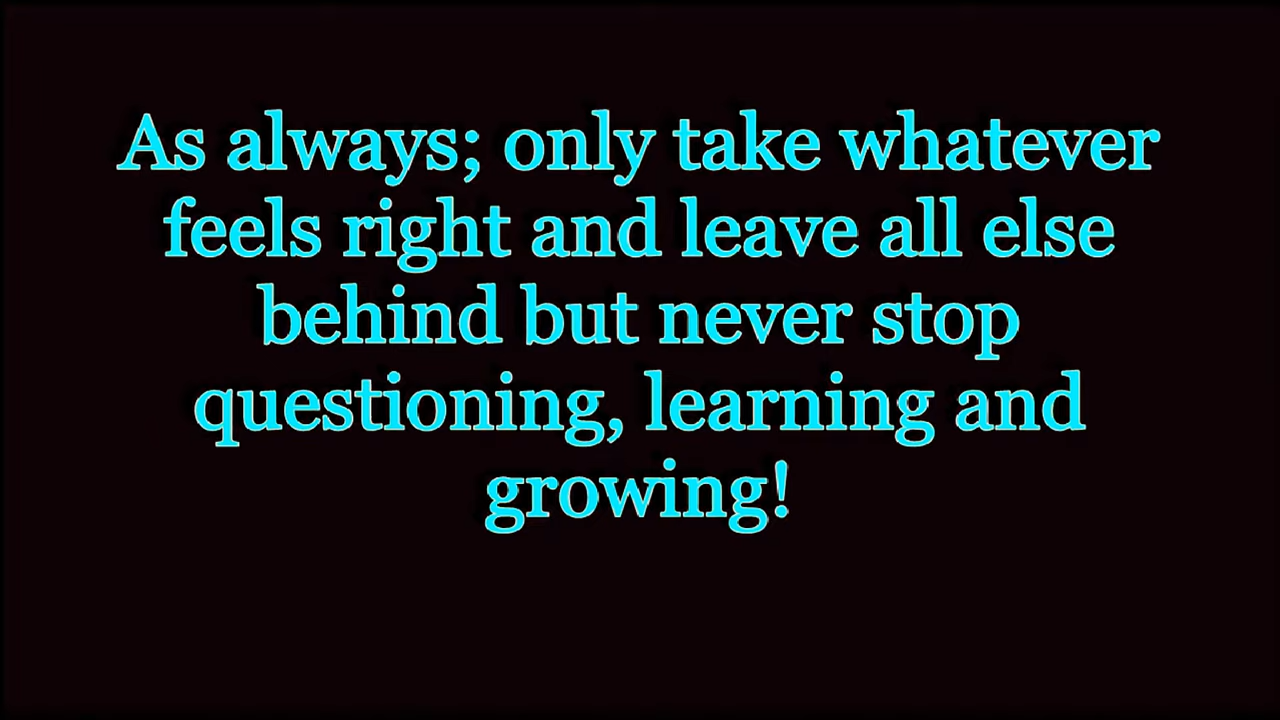 As always; only take whatever
feels right and leave all else
behind but never stop
questioning, learning and
growing!